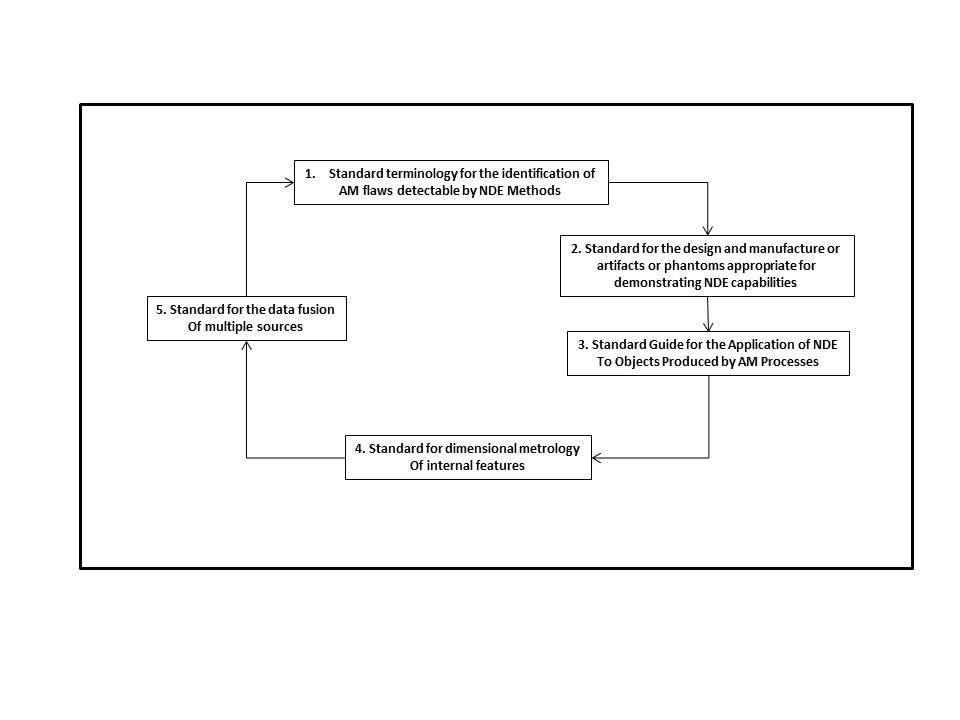 1. Standard terminology for the identification of
AM flaws detectable by NDE Methods
2. Standard for the design and manufacture or
artifacts or phantoms appropriate for
demonstrating NDE capabilities
3. Standard Guide for the Application of NDE
To Objects Produced by AM Processes
4. Standard for dimensional metrology
Of internal features
5. Standard for the data fusion
Of multiple sources